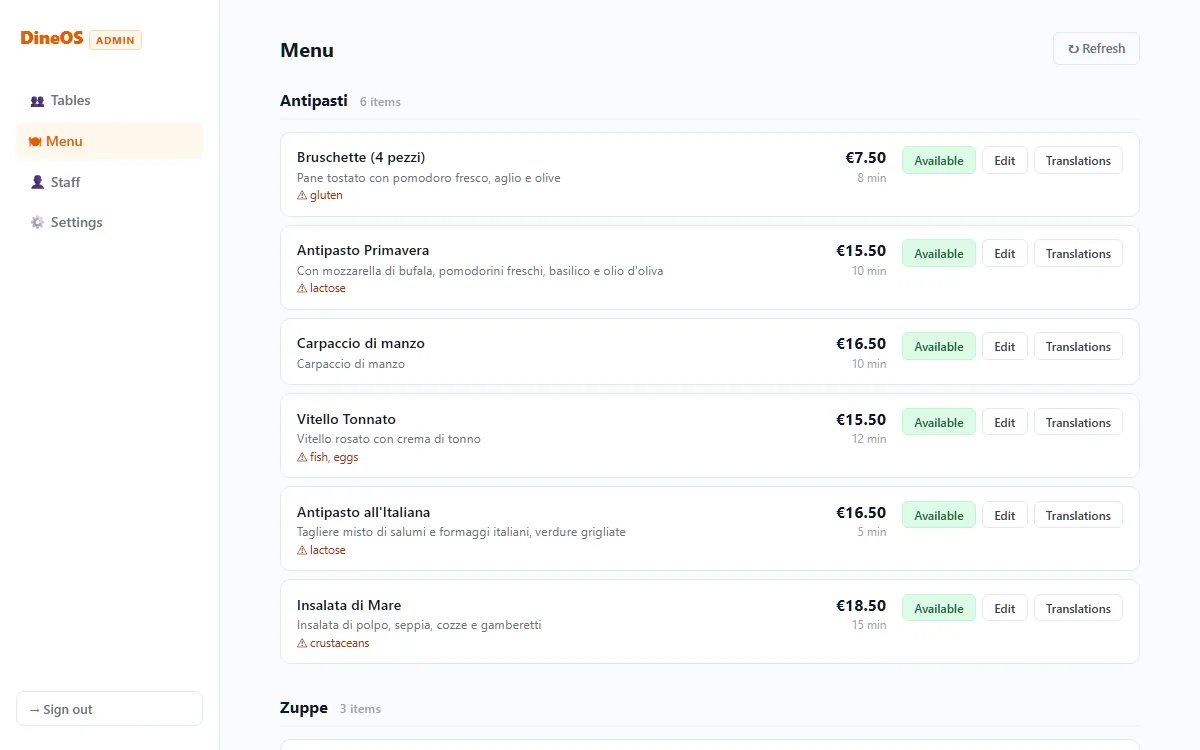 DineOS ADMIN
Tables
Menu
Staff
Settings
→ Sign out
Menu
↻ Refresh
Antipasti 6 items
Bruschette (4 pezzi)
Pane tostato con pomodoro fresco, aglio e olive
⚠ gluten
€7.50
8 min
Available Edit Translations
Antipasto Primavera
Con mozzarella di bufala, pomodorini freschi, basilico e olio d'oliva
⚠ lactose
€15.50
10 min
Available Edit Translations
Carpaccio di manzo
Carpaccio di manzo
€16.50
10 min
Available Edit Translations
Vitello Tonnato
Vitello rosato con crema di tonno
⚠ fish, eggs
€15.50
12 min
Available Edit Translations
Antipasto all'Italiana
Tagliere misto di salumi e formaggi italiani, verdure grigliate
⚠ lactose
€16.50
5 min
Available Edit Translations
Insalata di Mare
Insalata di polpo, seppia, cozze e gamberetti
⚠ crustaceans
€18.50
15 min
Available Edit Translations
Zuppe 3 items